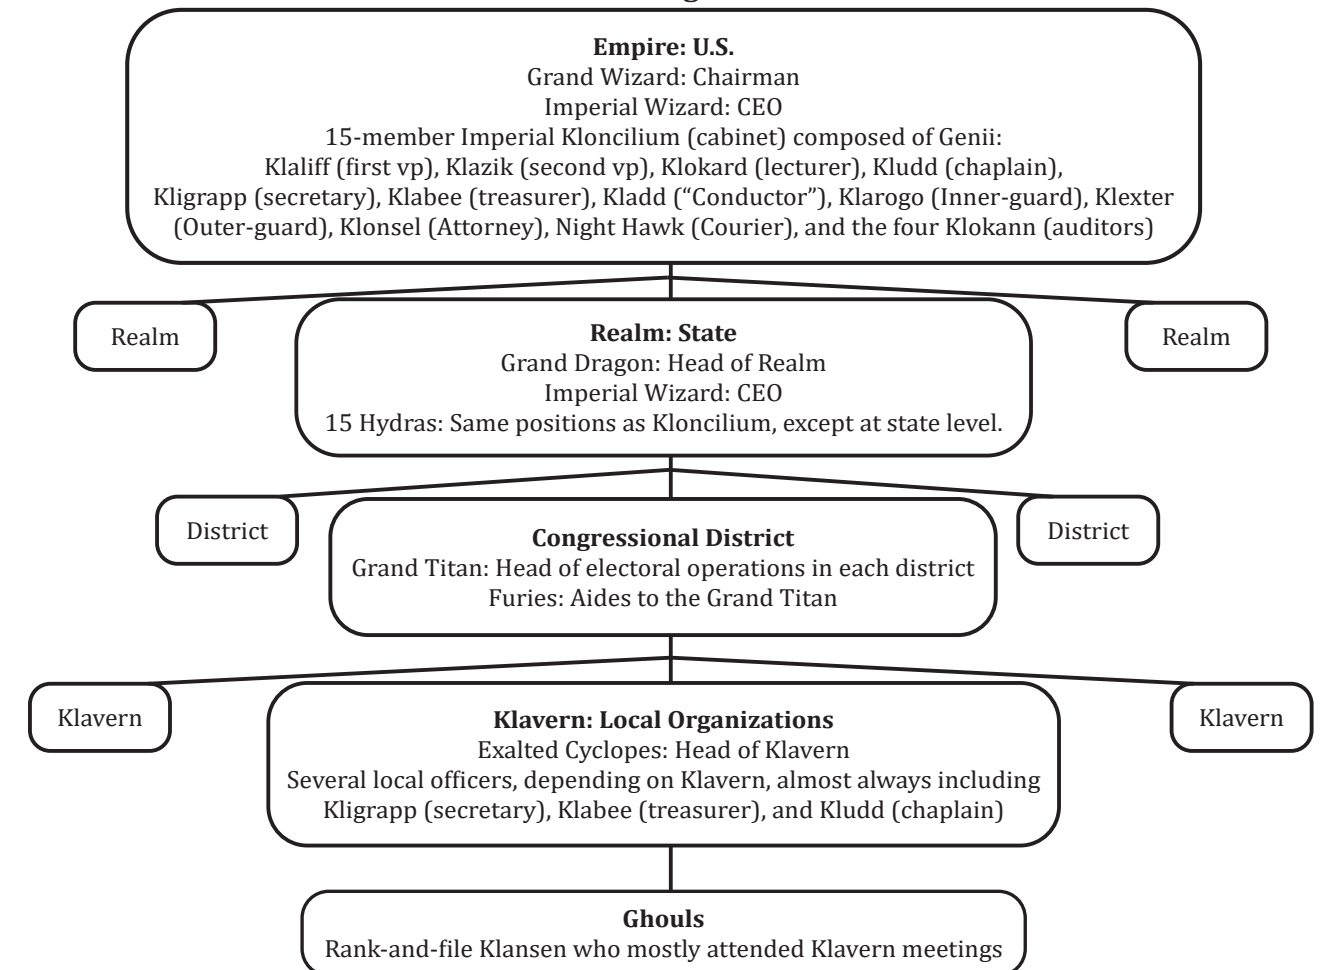 Empire: U.S.
Grand Wizard: Chairman
Imperial Wizard: CEO
15-member Imperial Kloncilium (cabinet) composed of Genii:
Klaliff (first vp), Klazik (second vp), Klokard (lecturer), Kludd (chaplain),
Kligrapp (secretary), Klabee (treasurer), Kladd (“Conductor”), Klarogo (Inner-guard), Klexter
(Outer-guard), Klonsel (Attorney), Night Hawk (Courier), and the four Klokann (auditors)
Realm
Realm: State
Grand Dragon: Head of Realm
Imperial Wizard: CEO
15 Hydras: Same positions as Kloncilium, except at state level.
Realm
District
Congressional District
Grand Titan: Head of electoral operations in each district
Furies: Aides to the Grand Titan
District
Klavern
Klavern: Local Organizations
Exalted Cyclopes: Head of Klavern
Several local officers, depending on Klavern, almost always including
Kligrapp (secretary), Klabee (treasurer), and Kludd (chaplain)
Klavern
Ghouls
Rank-and-file Klansen who mostly attended Klavern meetings